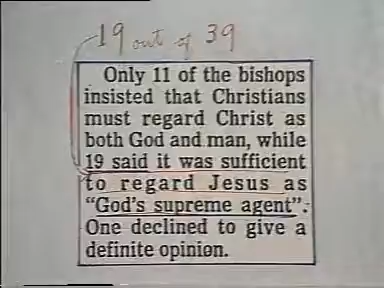 19 out of 39
Only 11 of the bishops
insisted that Christians
must regard Christ as
both God and man, while
19 said it was sufficient
to regard Jesus as
“God's supreme agent”.
One declined to give a
definite opinion.